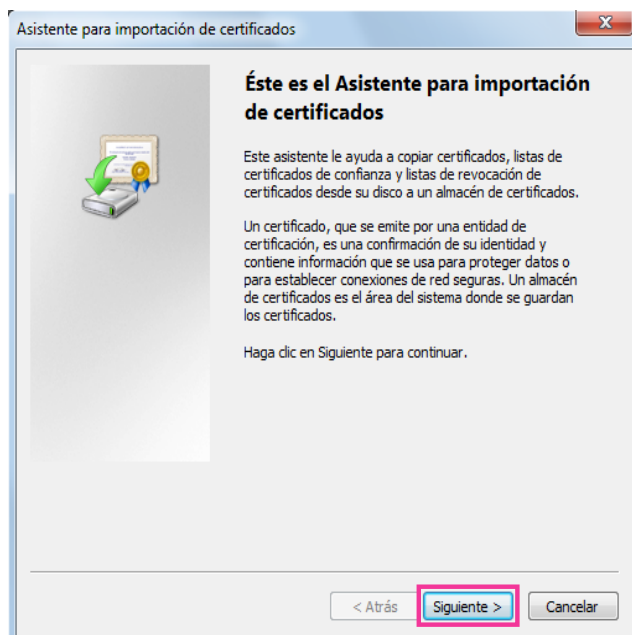 Asistente para importación de certificados
Éste es el Asistente para importación
de certificados
Este asistente le ayuda a copiar certificados, listas de
certificados de confianza y listas de revocación de
certificados desde su disco a un almacén de certificados.
Un certificado, que se emite por una entidad de
certificación, es una confirmación de su identidad y
contiene información que se usa para proteger datos o
para establecer conexiones de red seguras. Un almacén
de certificados es el área del sistema donde se guardan
los certificados.
Haga clic en Siguiente para continuar.
< Atrás Siguiente > Cancelar